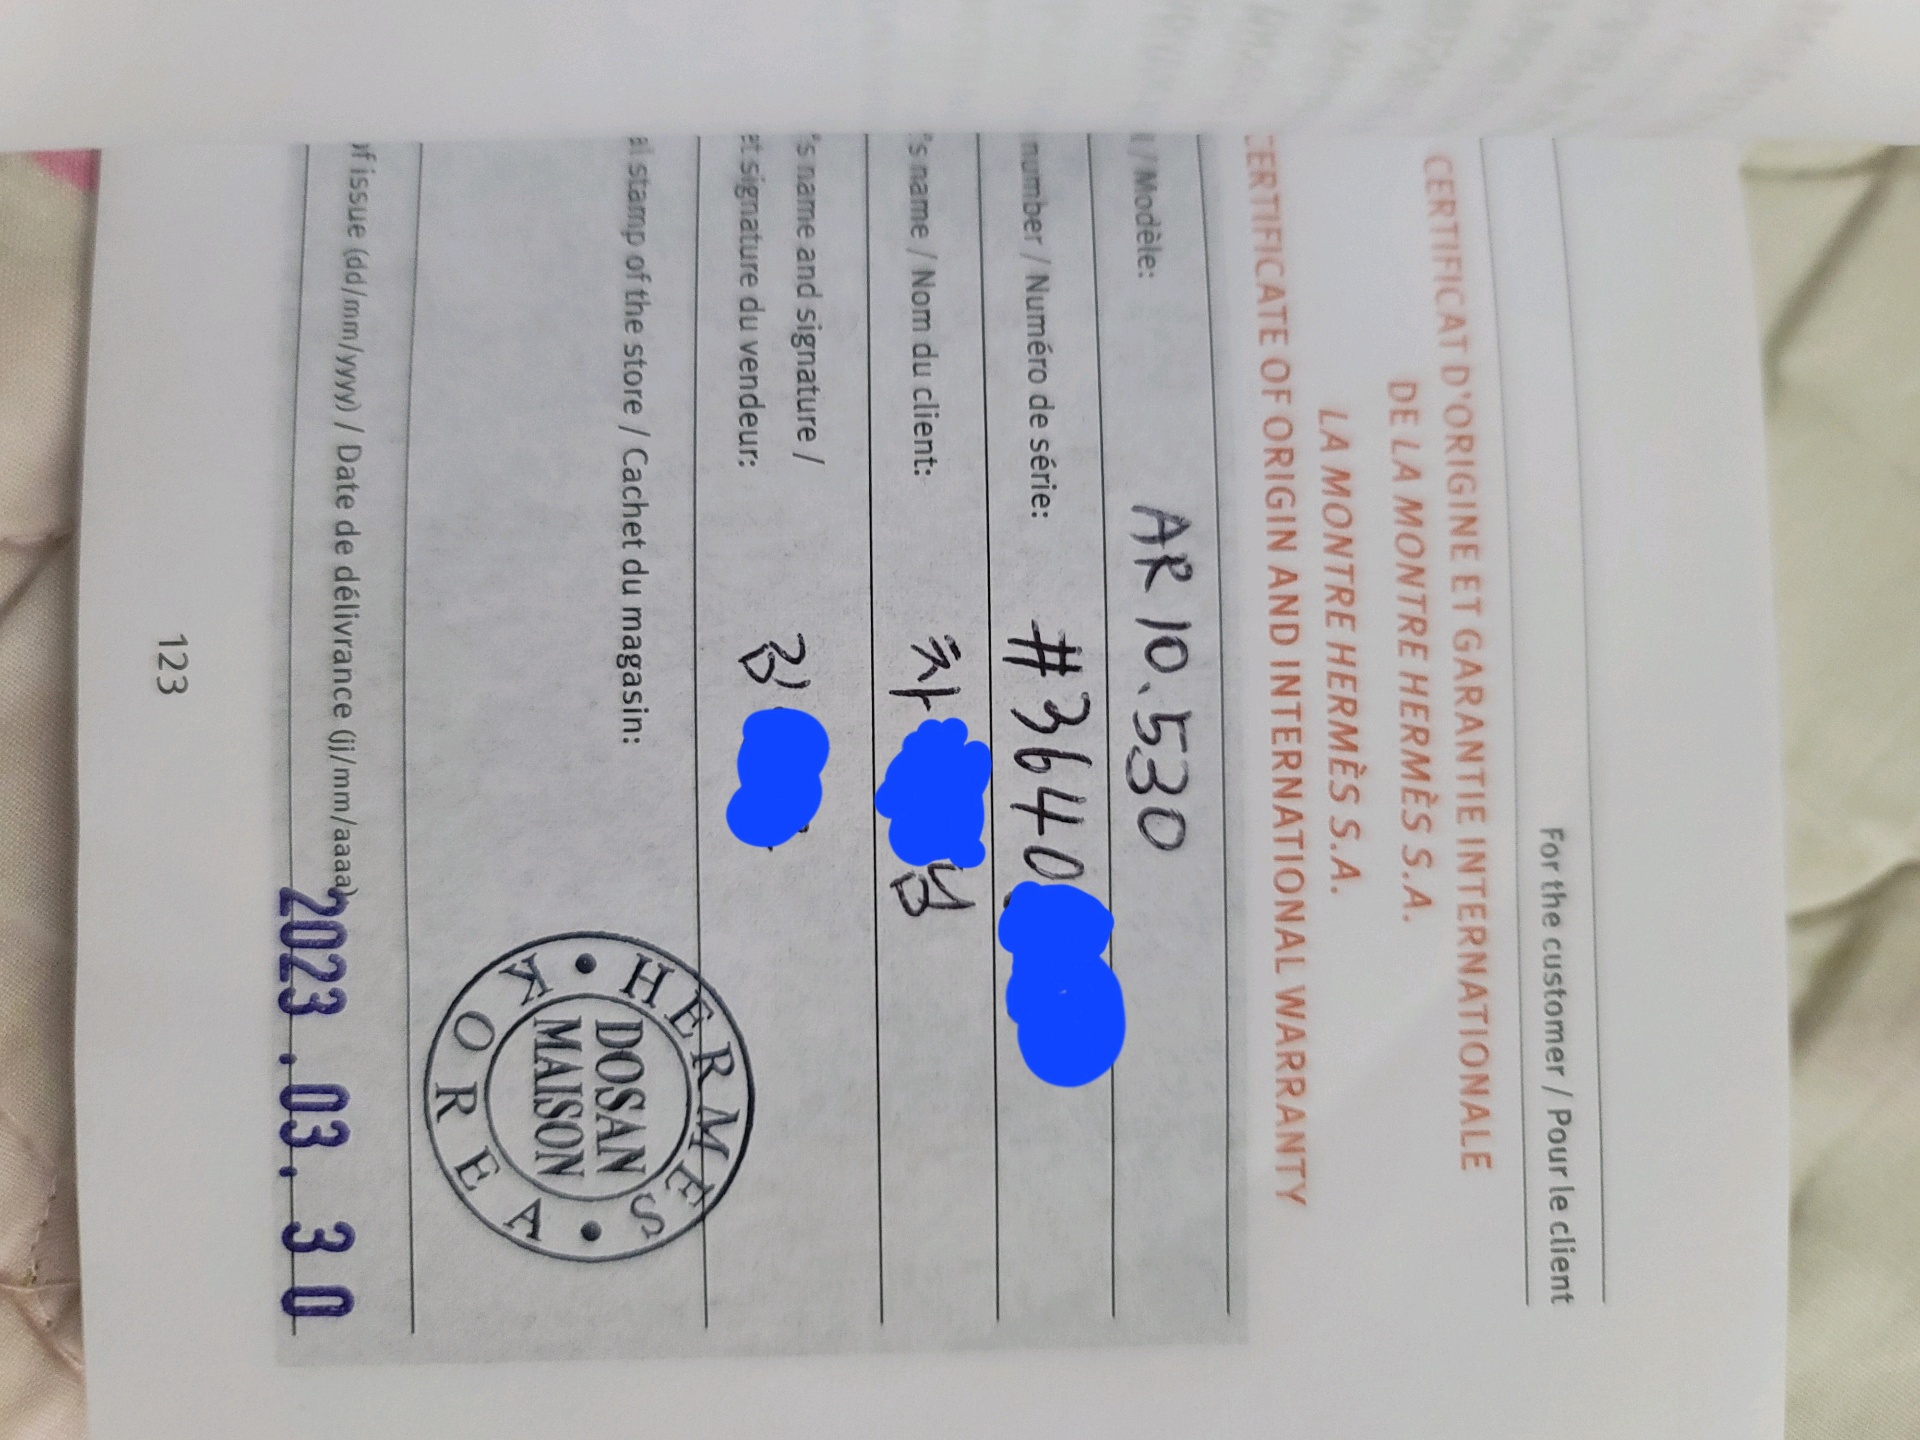 For the customer / Pour le client
CERTIFICAT D'ORIGINE ET GARANTIE INTERNATIONALE
DE LA MONTRE HERMÈS S.A.
LA MONTRE HERMÈS S.A.
CERTIFICATE OF ORIGIN AND INTERNATIONAL WARRANTY
/ Modèle: AR 10.530
number / Numéro de série: #3640
's name / Nom du client: 차 님
's name and signature /
et signature du vendeur: 김
al stamp of the store / Cachet du magasin:
HERMES
DOSAN
MAISON
KOREA
of issue (dd/mm/yyyy) / Date de délivrance (jj/mm/aaaa) 2023.03.30
123